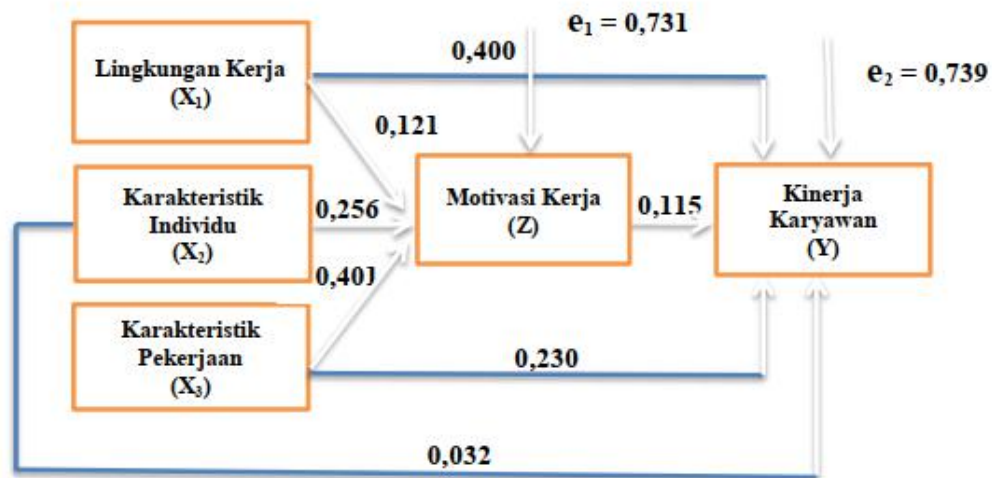 e₁ = 0,731
0,400
e₂ = 0,739
Lingkungan Kerja
(X₁)
0,121
Karakteristik
Individu
(X₂)
0,256
Motivasi Kerja
(Z)
0,115
Kinerja
Karyawan
(Y)
0,401
Karakteristik
Pekerjaan
(X₃)
0,230
0,032